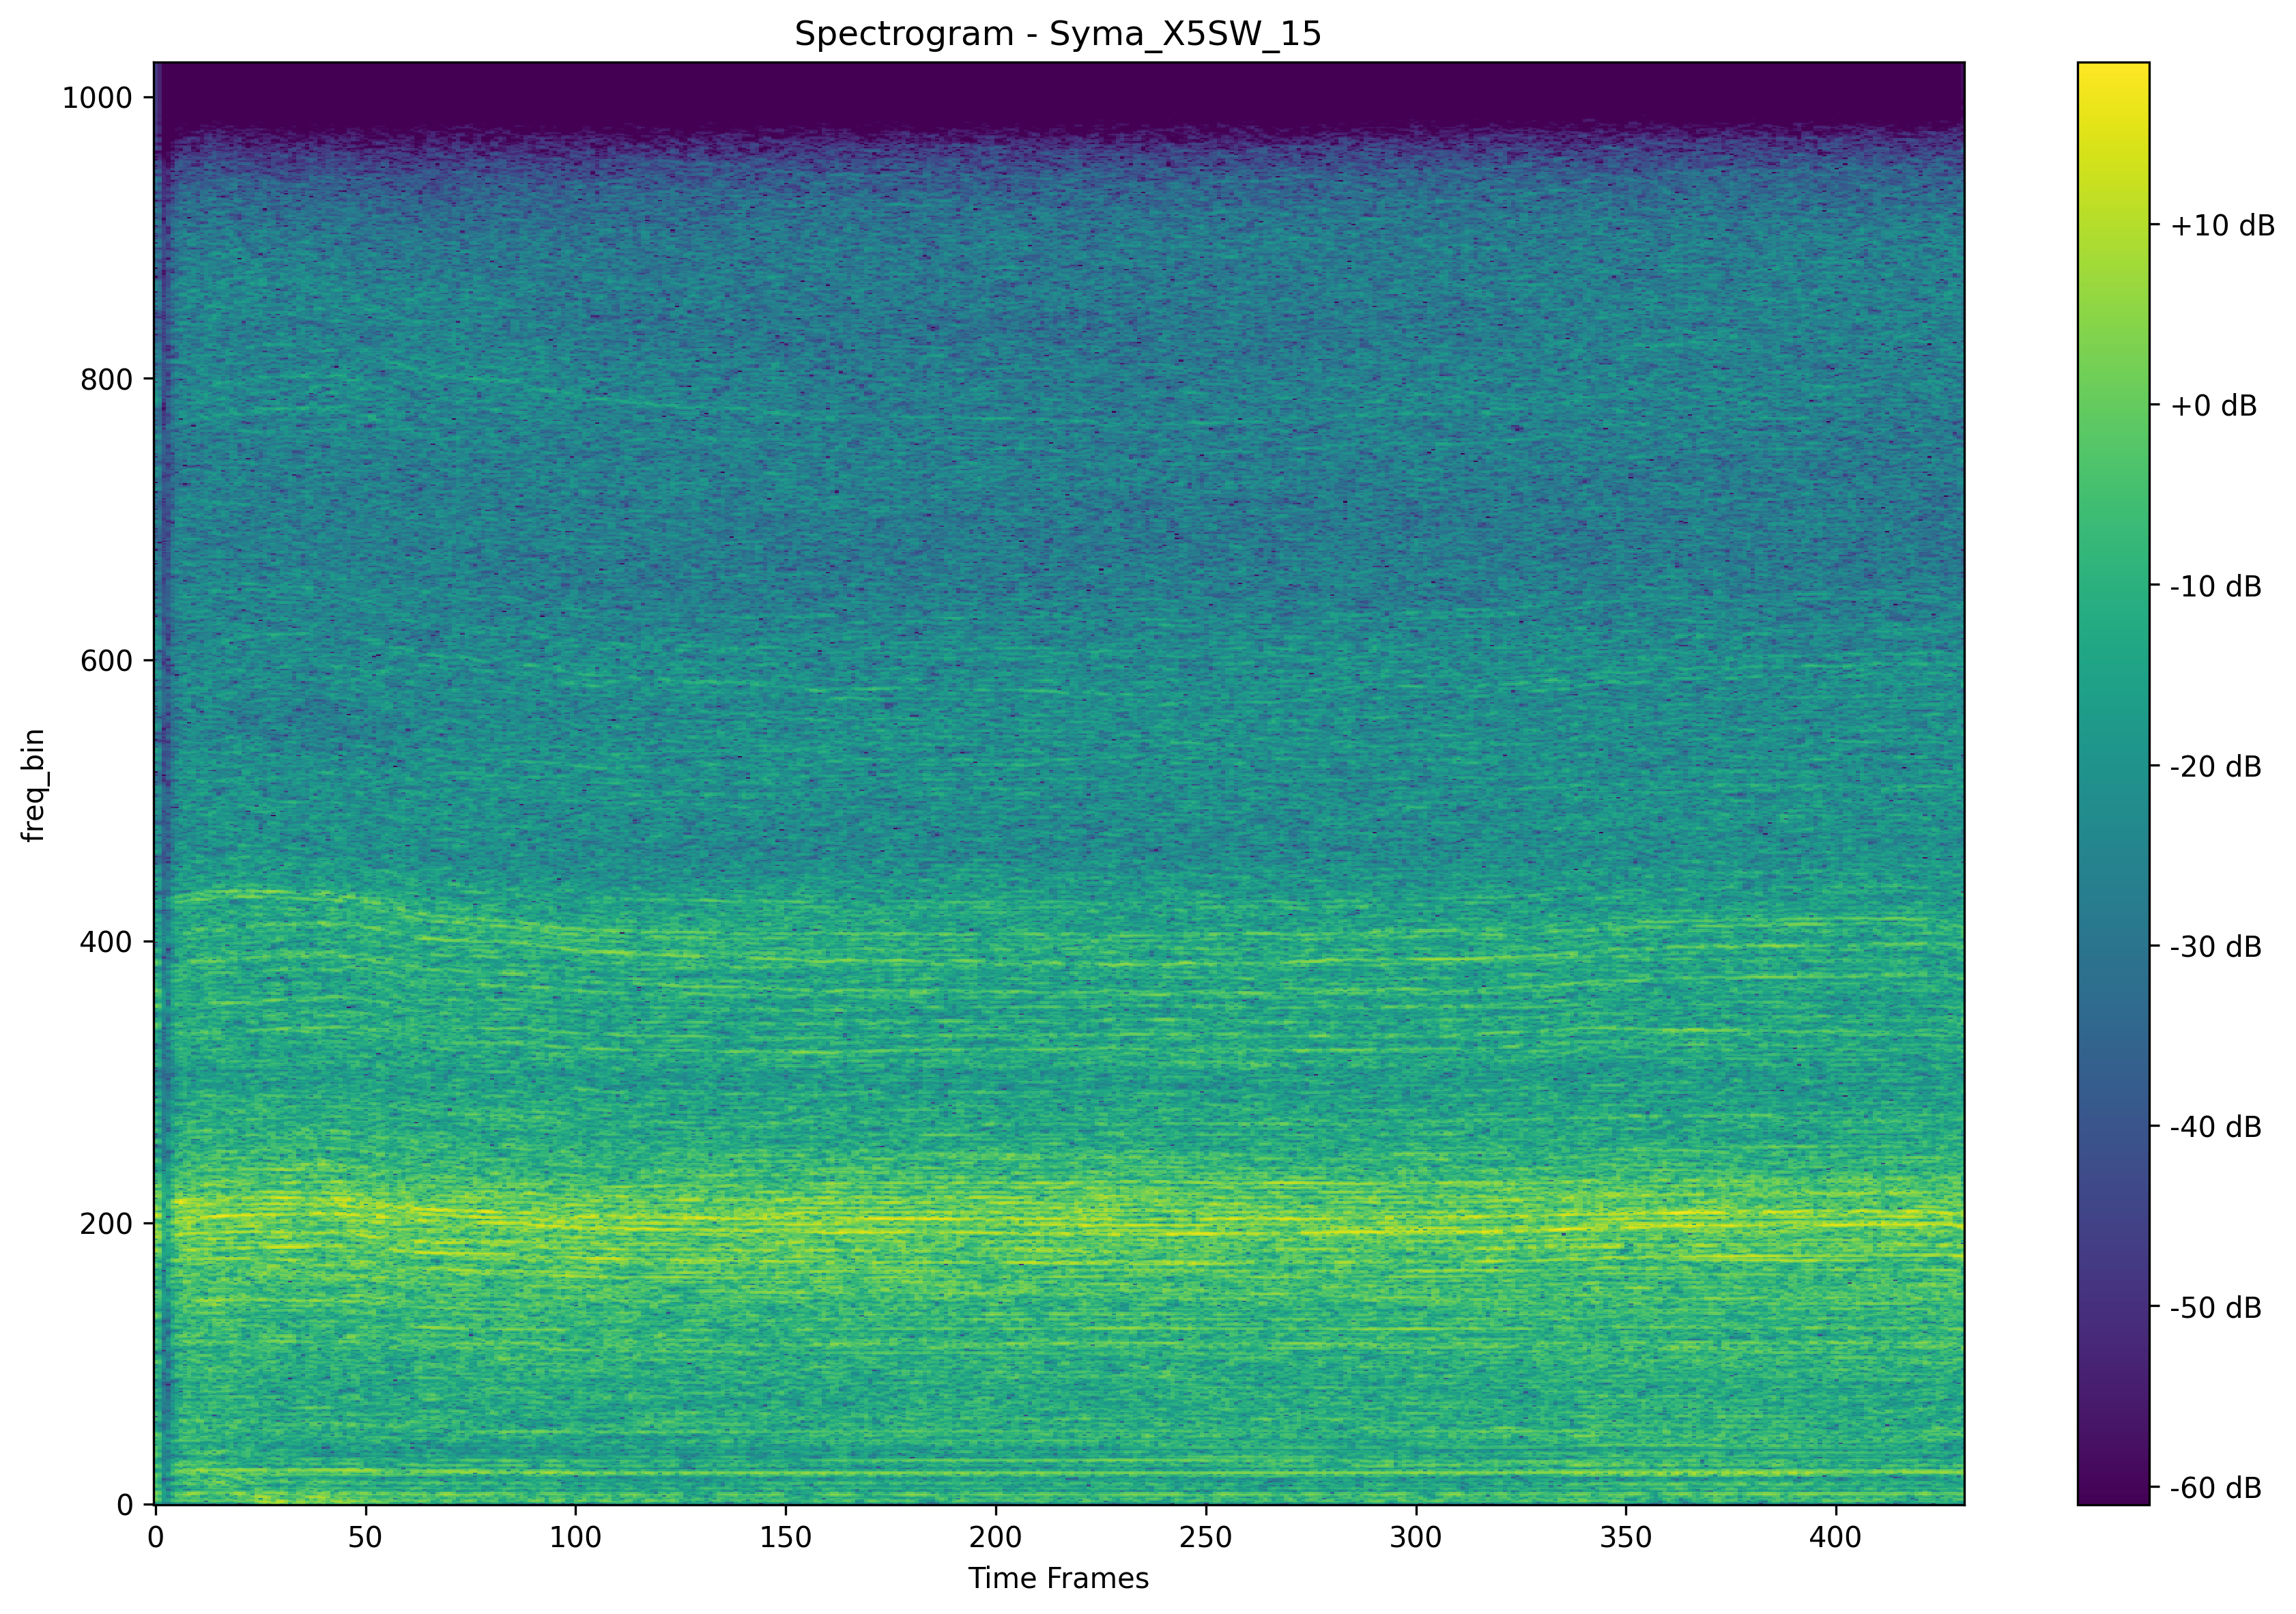 Spectrogram - Syma_X5SW_15
freq_bin
1000
800
600
400
200
0
0 50 100 150 200 250 300 350 400
Time Frames
+10 dB
+0 dB
-10 dB
-20 dB
-30 dB
-40 dB
-50 dB
-60 dB